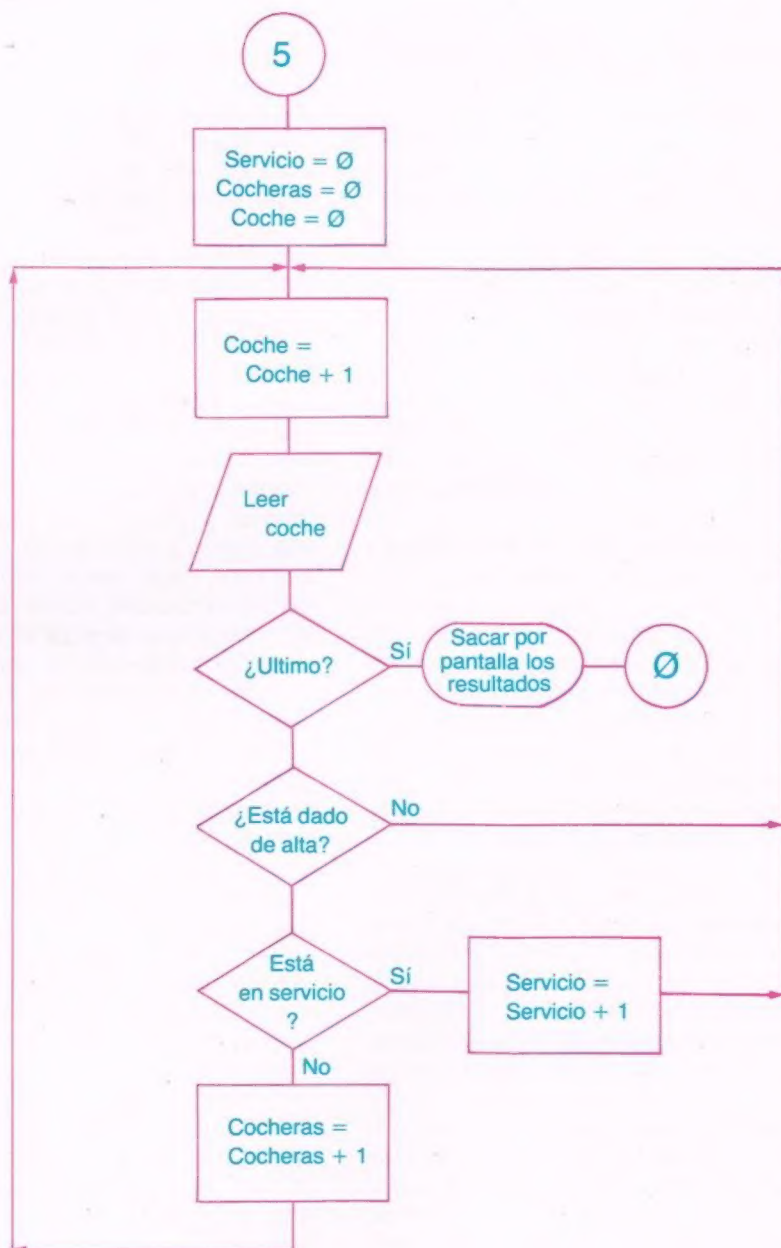 5
Servicio = Ø
Cocheras = Ø
Coche = Ø
Coche =
Coche + 1
Leer
coche
¿Ultimo?
Sí
Sacar por
pantalla los
resultados
Ø
¿Está dado
de alta?
No
Está
en servicio
?
Sí
Servicio =
Servicio + 1
No
Cocheras =
Cocheras + 1